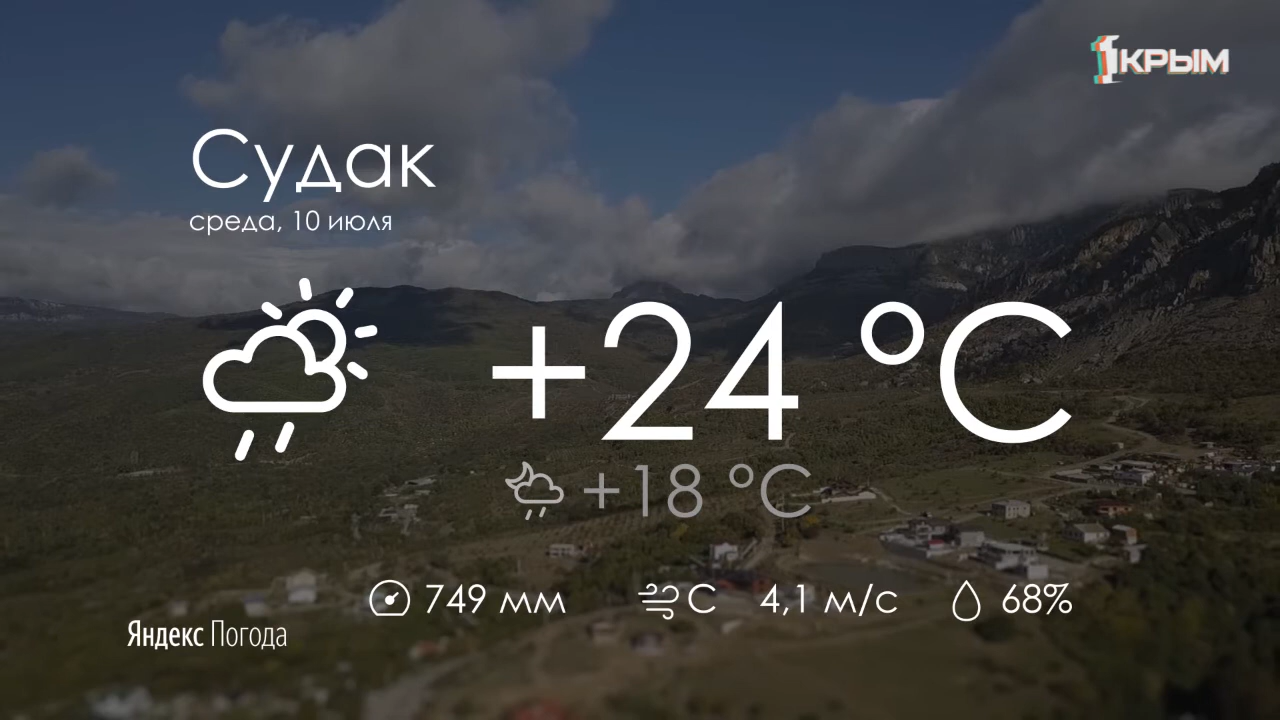 1КРЫМ
Судак
среда, 10 июля
+24 °C
+18 °C
749 мм С 4,1 м/с 68%
Яндекс Погода